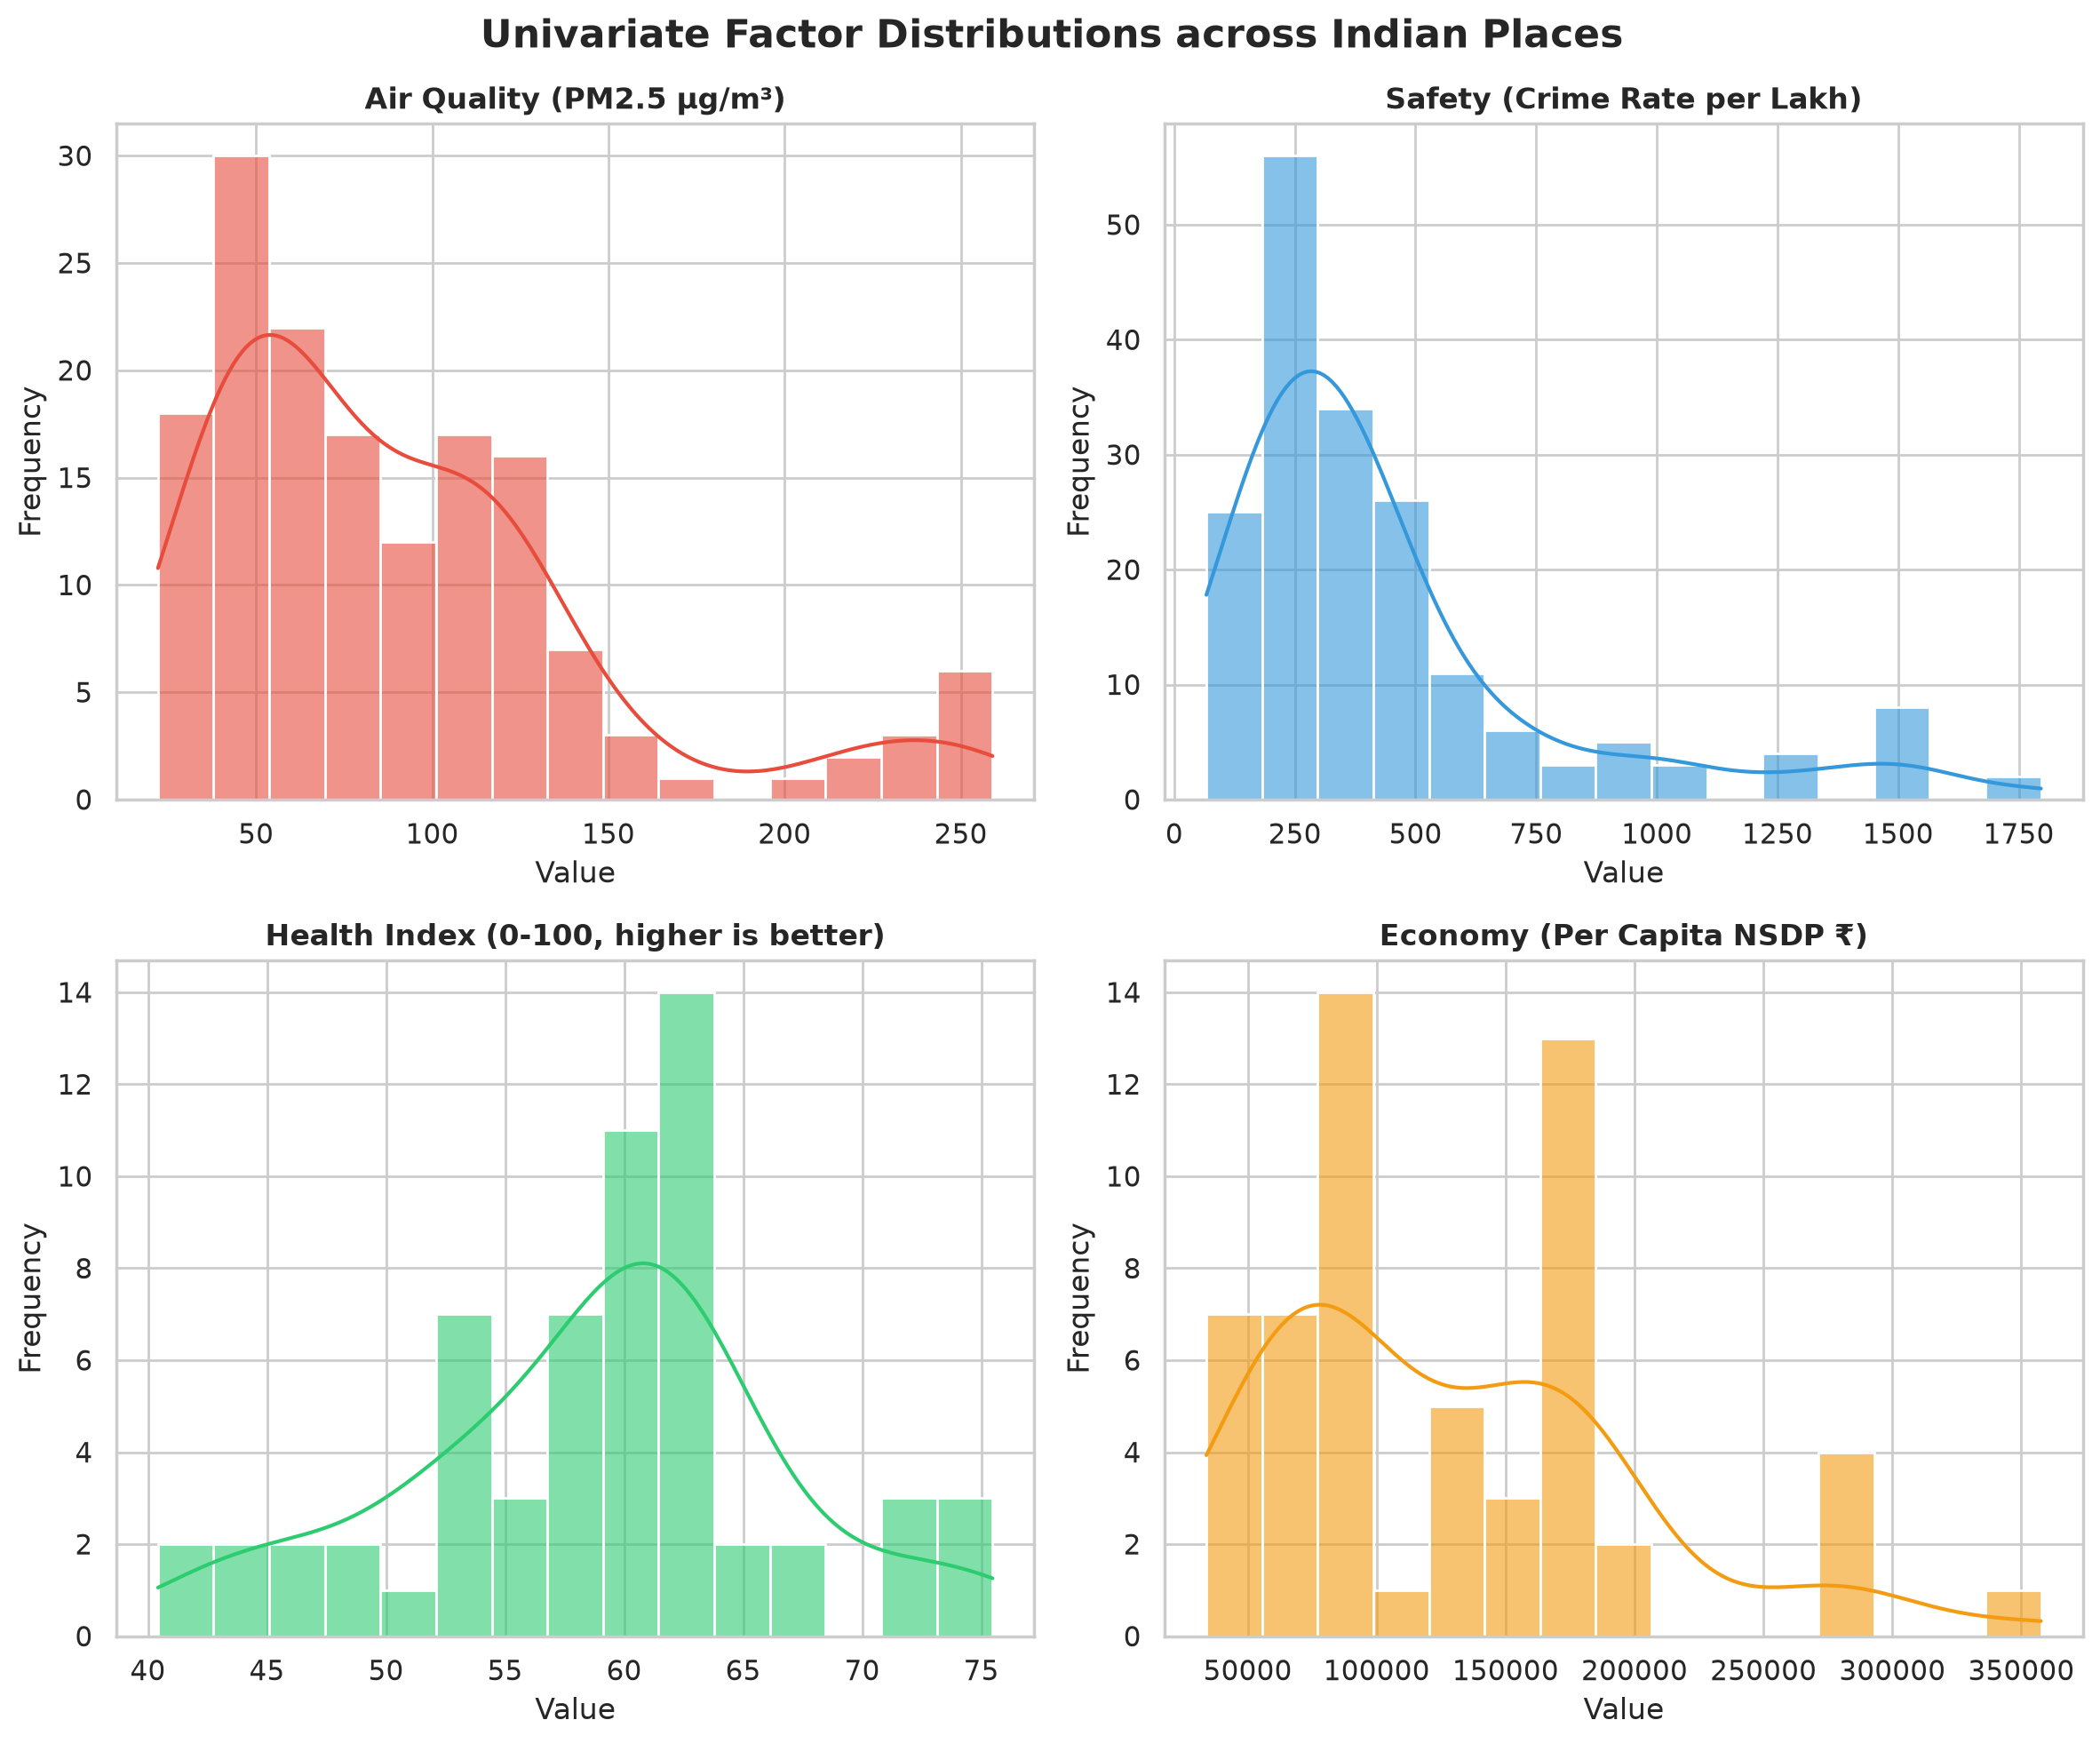 Univariate Factor Distributions across Indian Places
Air Quality (PM2.5 µg/m³)
30
25
20
15
10
5
0
Frequency
50 100 150 200 250
Value
Safety (Crime Rate per Lakh)
50
40
30
20
10
0
Frequency
0 250 500 750 1000 1250 1500 1750
Value
Health Index (0-100, higher is better)
14
12
10
8
6
4
2
0
Frequency
40 45 50 55 60 65 70 75
Value
Economy (Per Capita NSDP ₹)
14
12
10
8
6
4
2
0
Frequency
50000 100000 150000 200000 250000 300000 350000
Value